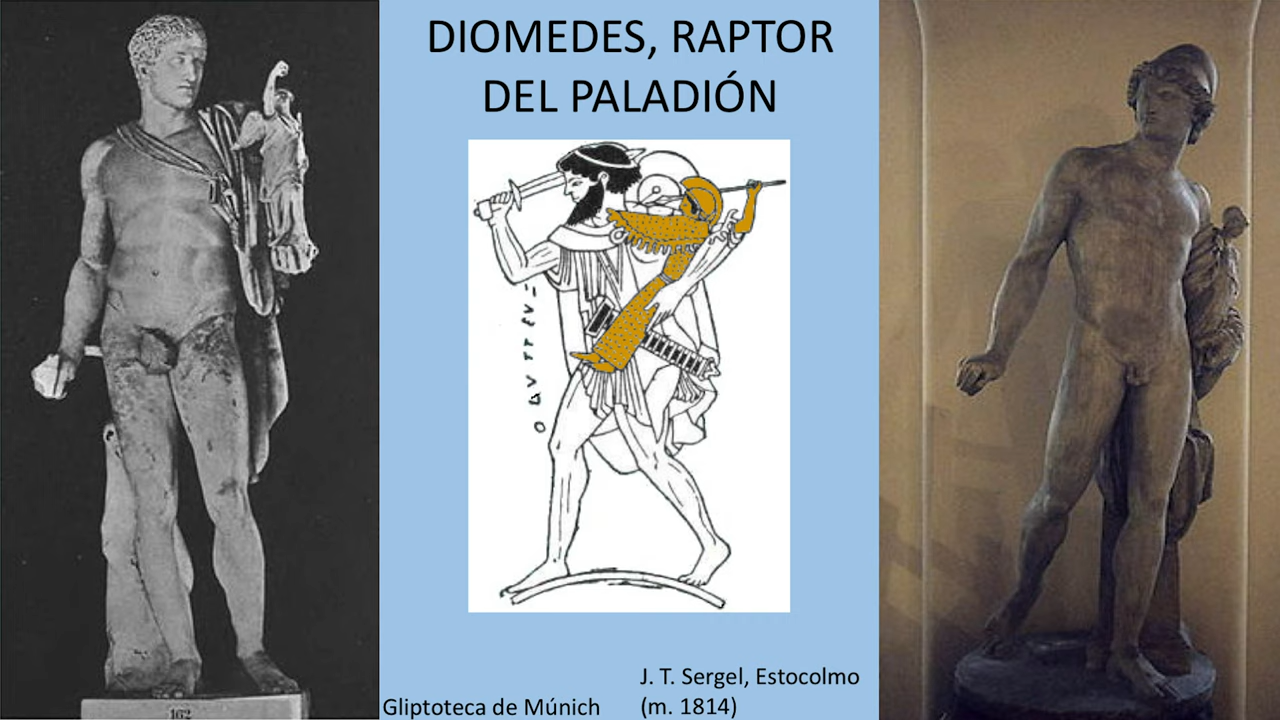 DIOMEDES, RAPTOR
DEL PALADIÓN
J. T. Sergel, Estocolmo
(m. 1814)
Gliptoteca de Múnich
162